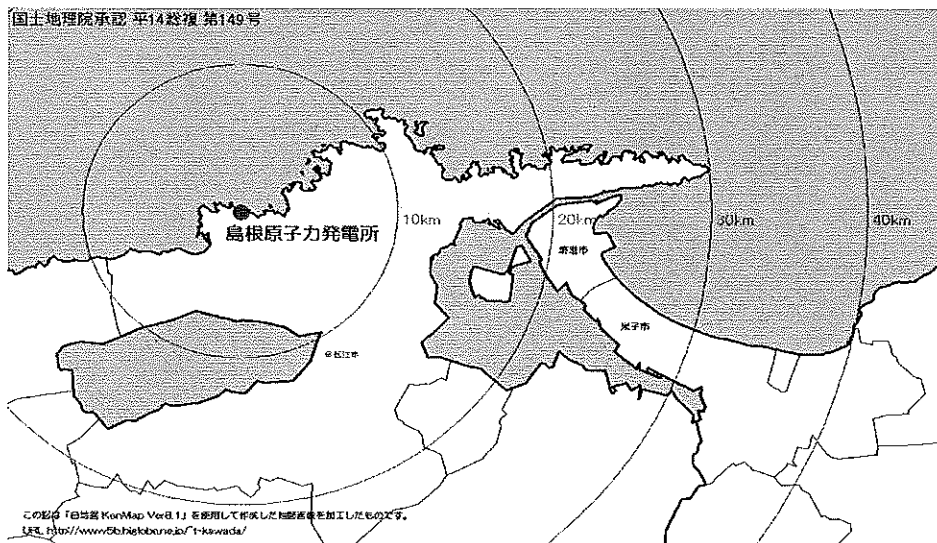 国土地理院承認 平14総複 第149号
10km
20km
30km
40km
島根原子力発電所
境港市
米子市
松江市
この図は「白地図 KenMap Ver8.1」を使用して作成した地図画像を加工したものです。
URL http://www5b.biglobe.ne.jp/~t-kawada/